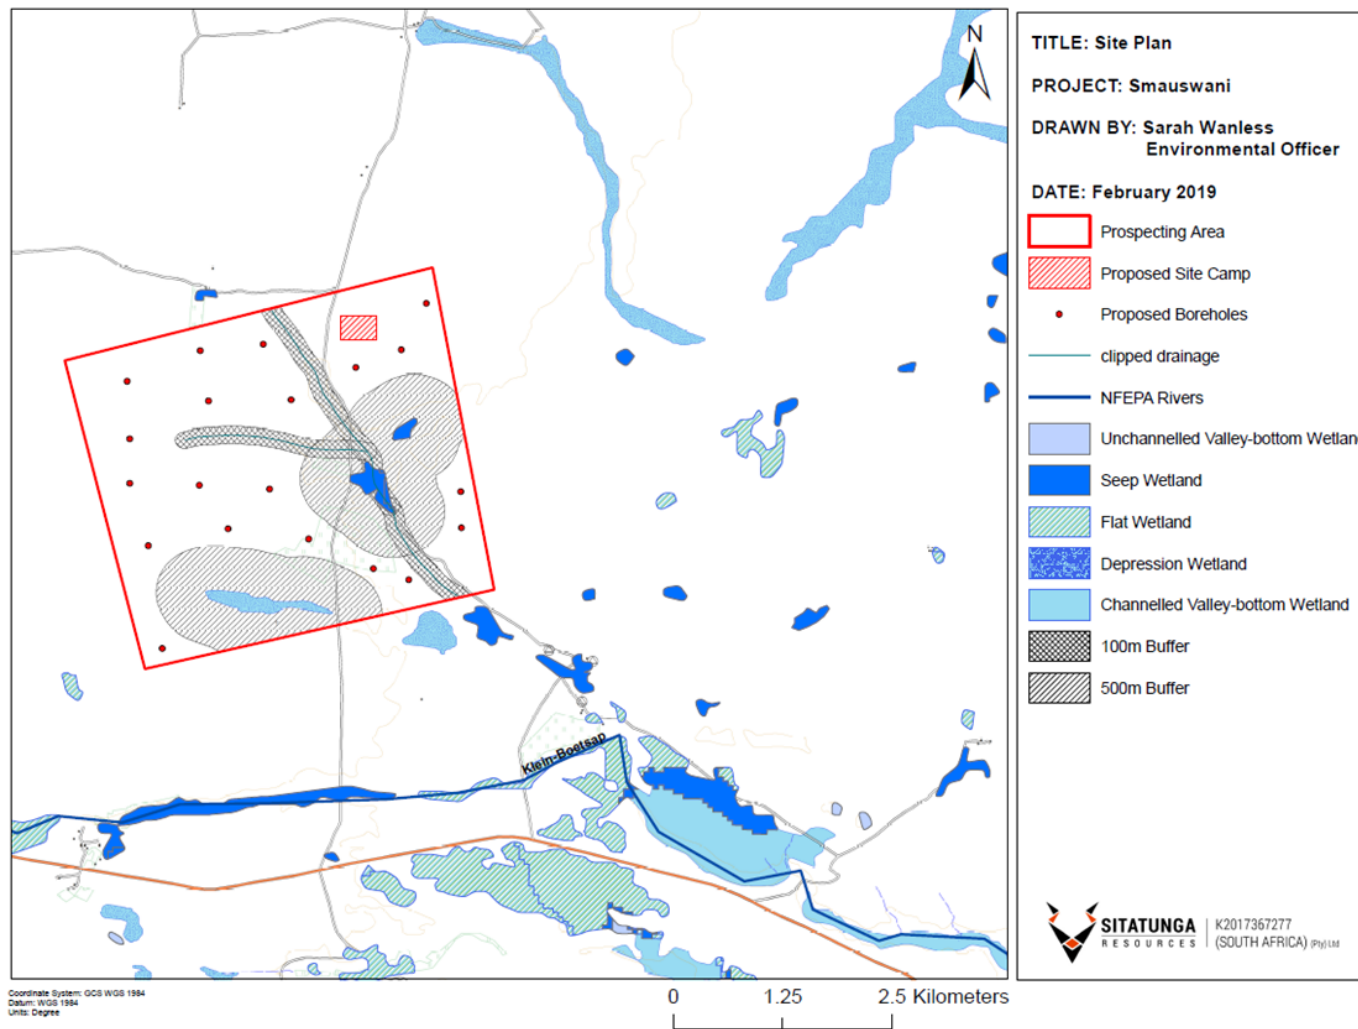 N
Klein-Boetsap
TITLE: Site Plan
PROJECT: Smauswani
DRAWN BY: Sarah Wanless
Environmental Officer
DATE: February 2019
Prospecting Area
Proposed Site Camp
Proposed Boreholes
clipped drainage
NFEPA Rivers
Unchannelled Valley-bottom Wetlan
Seep Wetland
Flat Wetland
Depression Wetland
Channelled Valley-bottom Wetland
100m Buffer
500m Buffer
SITATUNGA
RESOURCES
K2017367277
(SOUTH AFRICA) (Pty) Ltd
Coordinate System: GCS WGS 1984
Datum: WGS 1984
Units: Degree
0 1.25 2.5 Kilometers